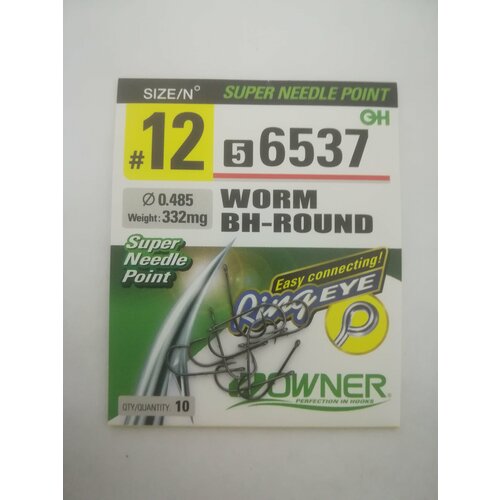 SIZE/N°
SUPER NEEDLE POINT
#12
5 6537
OH
Ø 0.485
Weight: 332mg
WORM
BH-ROUND
Super
Needle
Point
Easy connecting!
Ring EYE
OWNER®
PERFECTION IN HOOKS
QTY/QUANTITY. 10